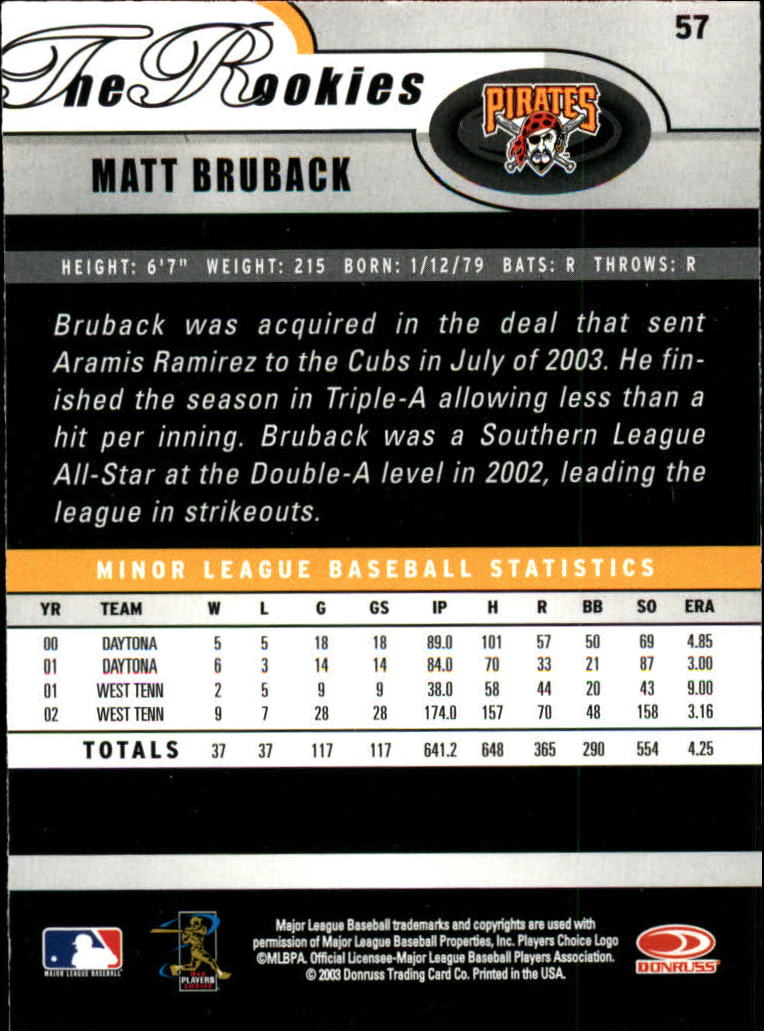 57
The Rookies
PIRATES
MATT BRUBACK
HEIGHT: 6'7" WEIGHT: 215 BORN: 1/12/79 BATS: R THROWS: R
Bruback was acquired in the deal that sent
Aramis Ramirez to the Cubs in July of 2003. He fin-
ished the season in Triple-A allowing less than a
hit per inning. Bruback was a Southern League
All-Star at the Double-A level in 2002, leading the
league in strikeouts.
MINOR LEAGUE BASEBALL STATISTICS
YR TEAM W L G GS IP H R BB SO ERA
00 DAYTONA 5 5 18 18 89.0 101 57 50 69 4.85
01 DAYTONA 6 3 14 14 84.0 70 33 21 87 3.00
01 WEST TENN 2 5 9 9 38.0 58 44 20 43 9.00
02 WEST TENN 9 7 28 28 174.0 157 70 48 158 3.16
TOTALS 37 37 117 117 641.2 648 365 290 554 4.25
Major League Baseball trademarks and copyrights are used with
permission of Major League Baseball Properties, Inc. Players Choice Logo
©MLBPA. Official Licensee-Major League Baseball Players Association.
© 2003 Donruss Trading Card Co. Printed in the USA.
MAJOR LEAGUE BASEBALL
PLAYERS
CHOICE
DONRUSS